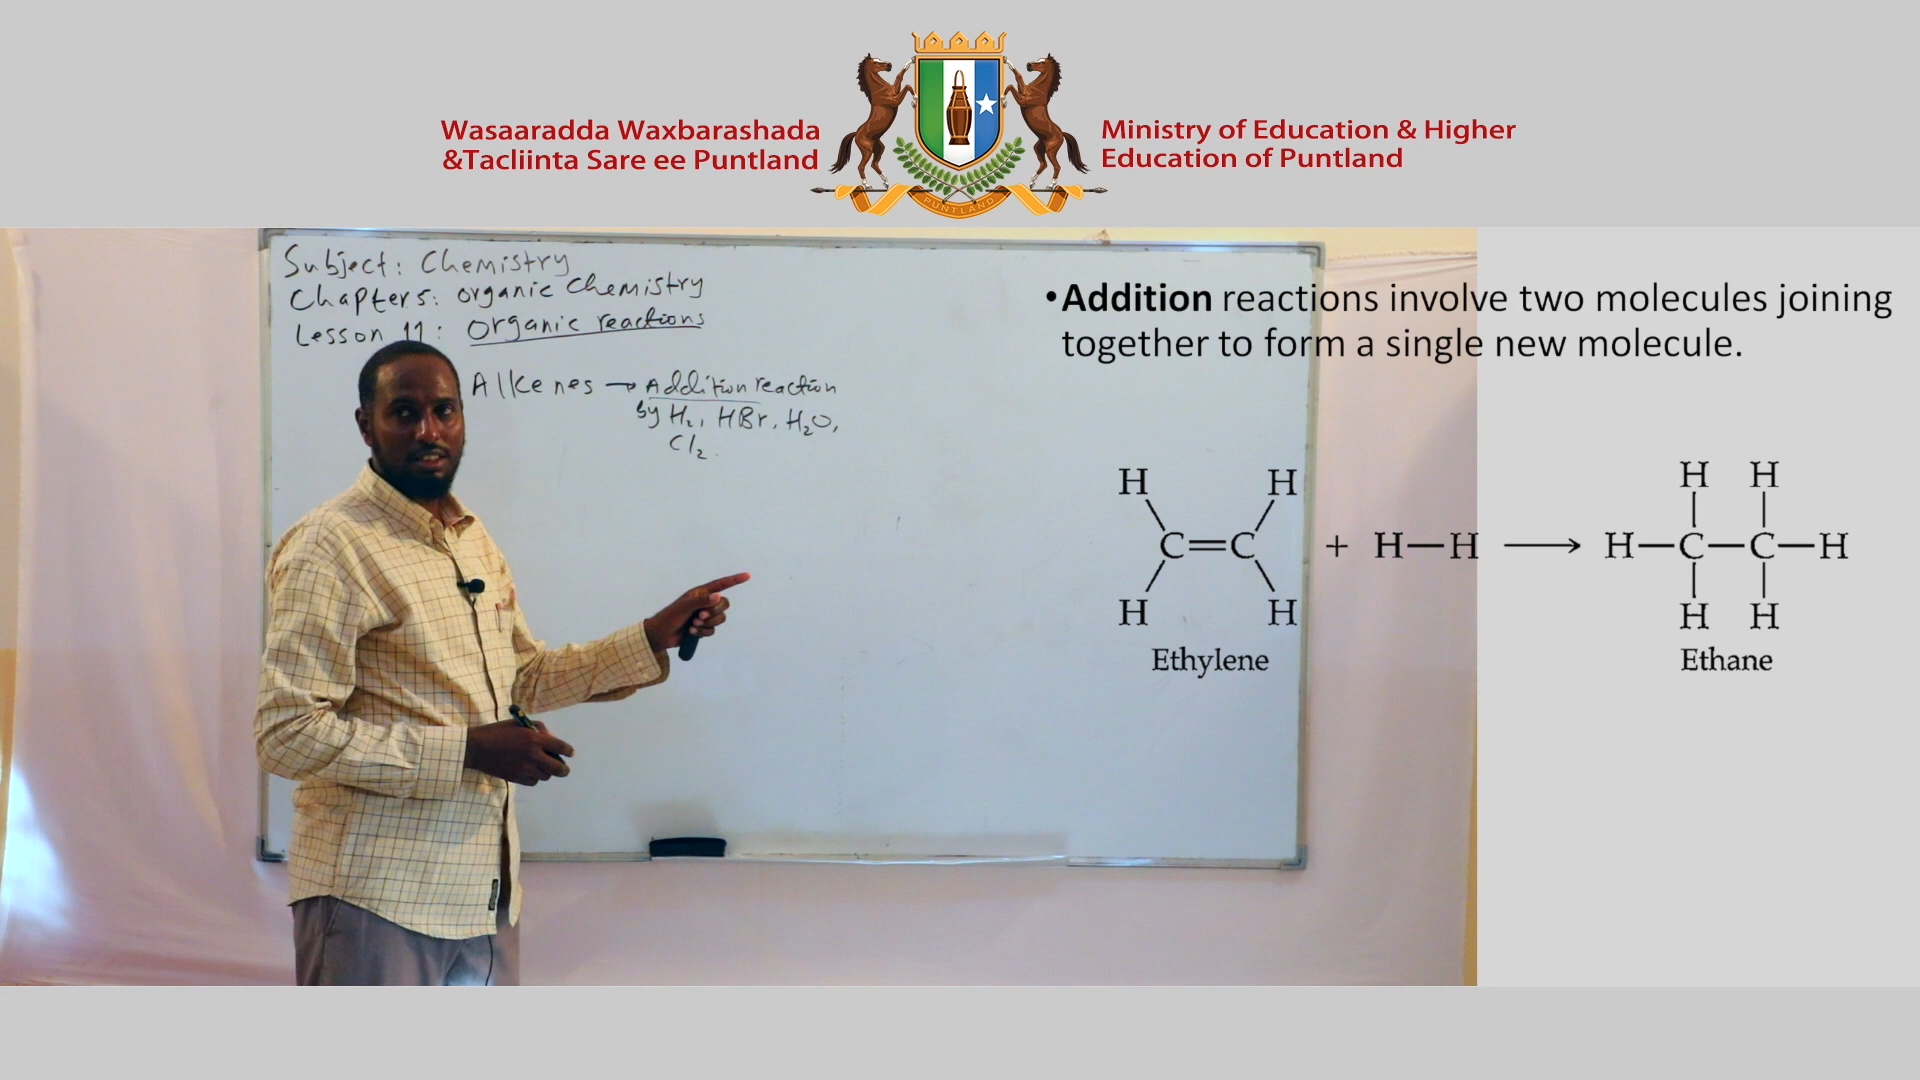 Wasaaradda Waxbarashada
&Tacliinta Sare ee Puntland
PUNTLAND
Ministry of Education & Higher
Education of Puntland
Subject: Chemistry
Chapter 5: organic Chemistry
Lesson 11: Organic reactions
Alkenes → Addition reaction
by H₂, HBr, H₂O,
Cl₂.
•Addition reactions involve two molecules joining
together to form a single new molecule.
H H H H
C=C + H—H ⟶ H—C—C—H
H H H H
Ethylene Ethane